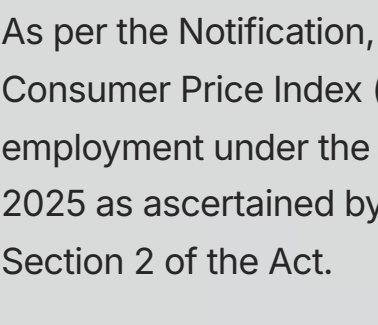 As per the Notification,
Consumer Price Index (
employment under the
2025 as ascertained by
Section 2 of the Act.